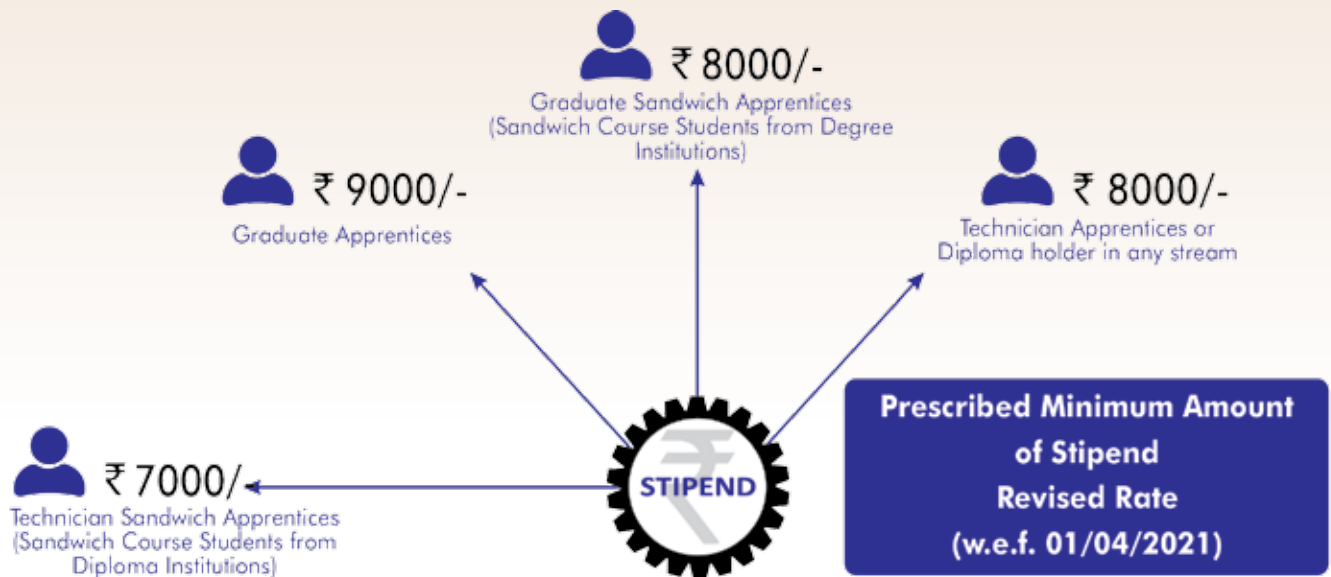 ₹ 8000/-
Graduate Sandwich Apprentices
(Sandwich Course Students from Degree
Institutions)
₹ 9000/-
Graduate Apprentices
₹ 8000/-
Technician Apprentices or
Diploma holder in any stream
₹ 7000/-
Technician Sandwich Apprentices
(Sandwich Course Students from
Diploma Institutions)
₹
STIPEND
Prescribed Minimum Amount
of Stipend
Revised Rate
(w.e.f. 01/04/2021)